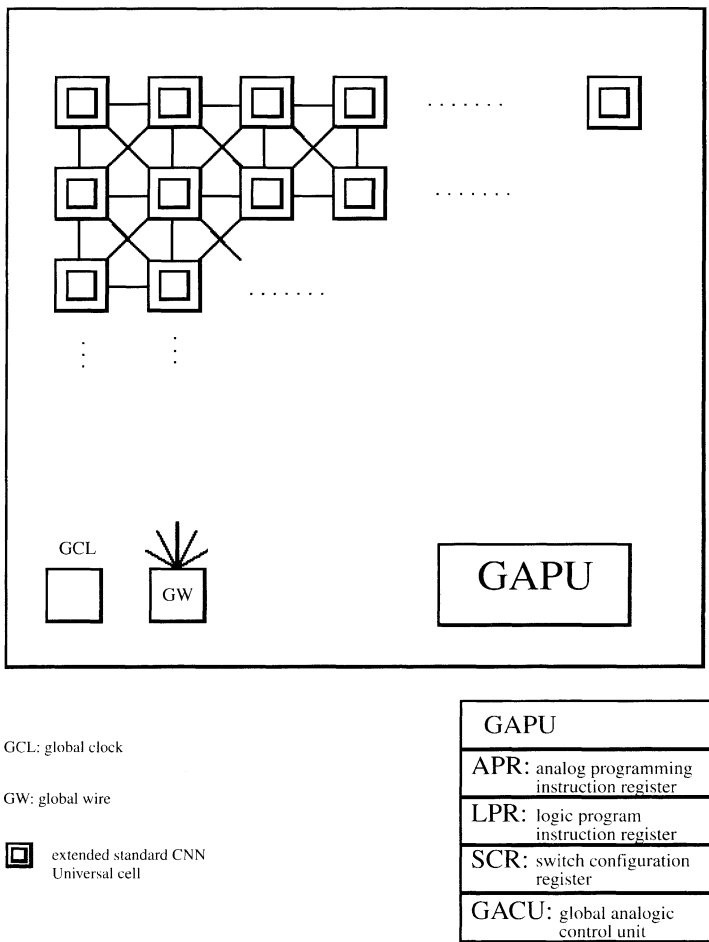 GCL
GW
GAPU
GCL: global clock
GW: global wire
extended standard CNN
Universal cell
GAPU
APR: analog programming
instruction register
LPR: logic program
instruction register
SCR: switch configuration
register
GACU: global analogic
control unit